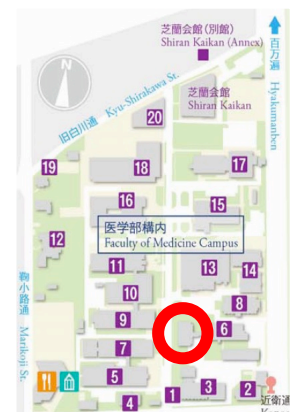 芝蘭会館(別館)
Shiran Kaikan (Annex)
百万遍
Hyakumanben
N
旧白川通 Kyu-Shirakawa St.
芝蘭会館
Shiran Kaikan
20
19
18
17
16
15
医学部構内
Faculty of Medicine Campus
12
11
13
14
10
8
9
6
鞠小路通 Marikoji St.
7
5
4
1
3
2
近衛通